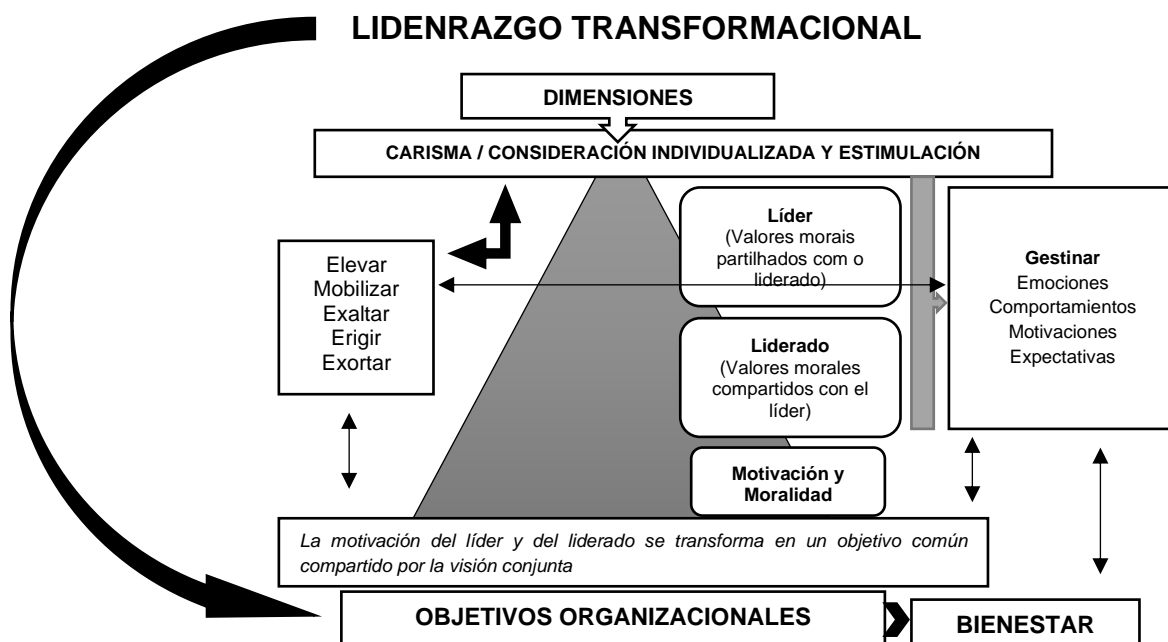 LIDENRAZGO TRANSFORMACIONAL
DIMENSIONES
CARISMA / CONSIDERACIÓN INDIVIDUALIZADA Y ESTIMULACIÓN
Elevar
Mobilizar
Exaltar
Erigir
Exortar
Líder
(Valores morais
partilhados com o
liderado)
Liderado
(Valores morales
compartidos con el
líder)
Motivación y
Moralidad
Gestinar
Emociones
Comportamientos
Motivaciones
Expectativas
La motivación del líder y del liderado se transforma en un objetivo común
compartido por la visión conjunta
OBJETIVOS ORGANIZACIONALES
BIENESTAR